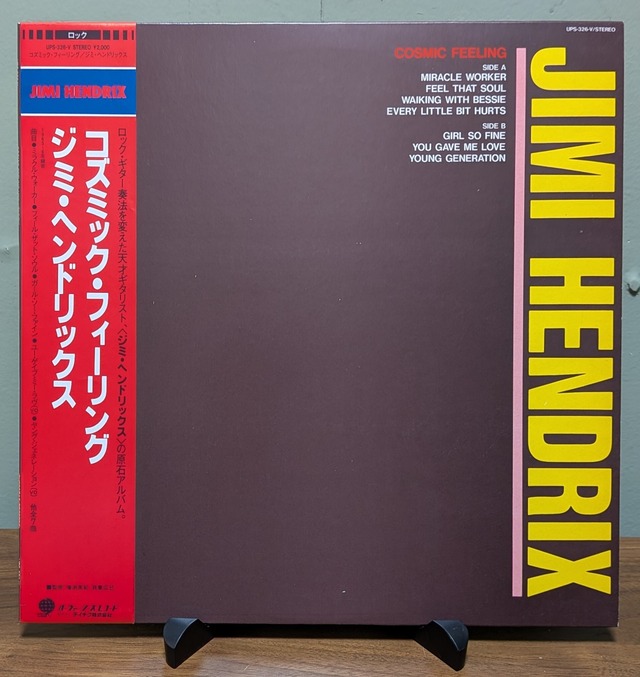 ロック
UPS-326-V STEREO ¥2,000
コズミック・フィーリング/ジミ・ヘンドリックス
JIMI HENDRIX
ロック・ギター奏法を変えた天才ギタリスト、〈ジミ・ヘンドリックス〉の原石アルバム。
コズミック・フィーリング
ジミ・ヘンドリックス
UPS-326-V/STEREO
COSMIC FEELING
SIDE A
MIRACLE WORKER
FEEL THAT SOUL
WAIKING WITH BESSIE
EVERY LITTLE BIT HURTS
SIDE B
GIRL SO FINE
YOU GAVE ME LOVE
YOUNG GENERATION
JIMI HENDRIX